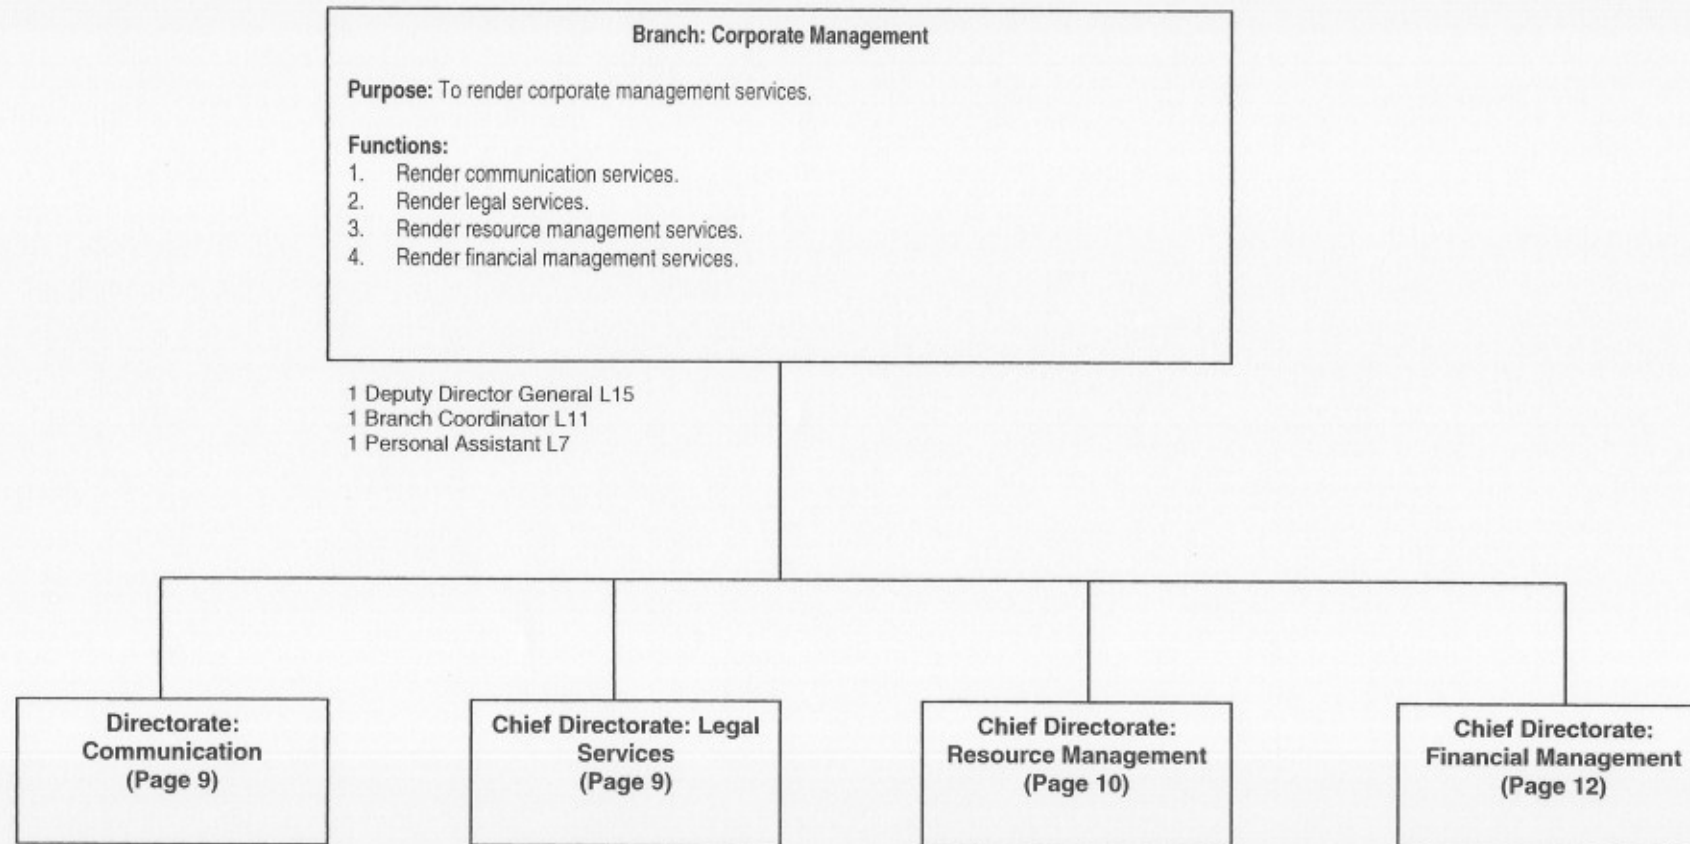 Branch: Corporate Management
Purpose: To render corporate management services.
Functions:
1. Render communication services.
2. Render legal services.
3. Render resource management services.
4. Render financial management services.
1 Deputy Director General L15
1 Branch Coordinator L11
1 Personal Assistant L7
Directorate:
Communication
(Page 9)
Chief Directorate: Legal
Services
(Page 9)
Chief Directorate:
Resource Management
(Page 10)
Chief Directorate:
Financial Management
(Page 12)